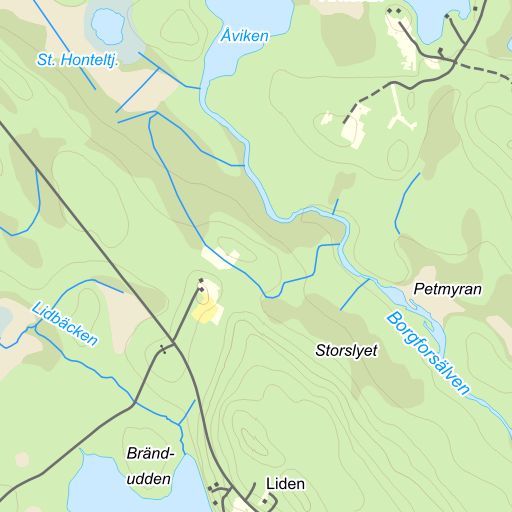 Åviken
St. Honteltj.
Petmyran
Lidbäcken
Borgforsälven
Storslyet
Bränd-
udden
Liden